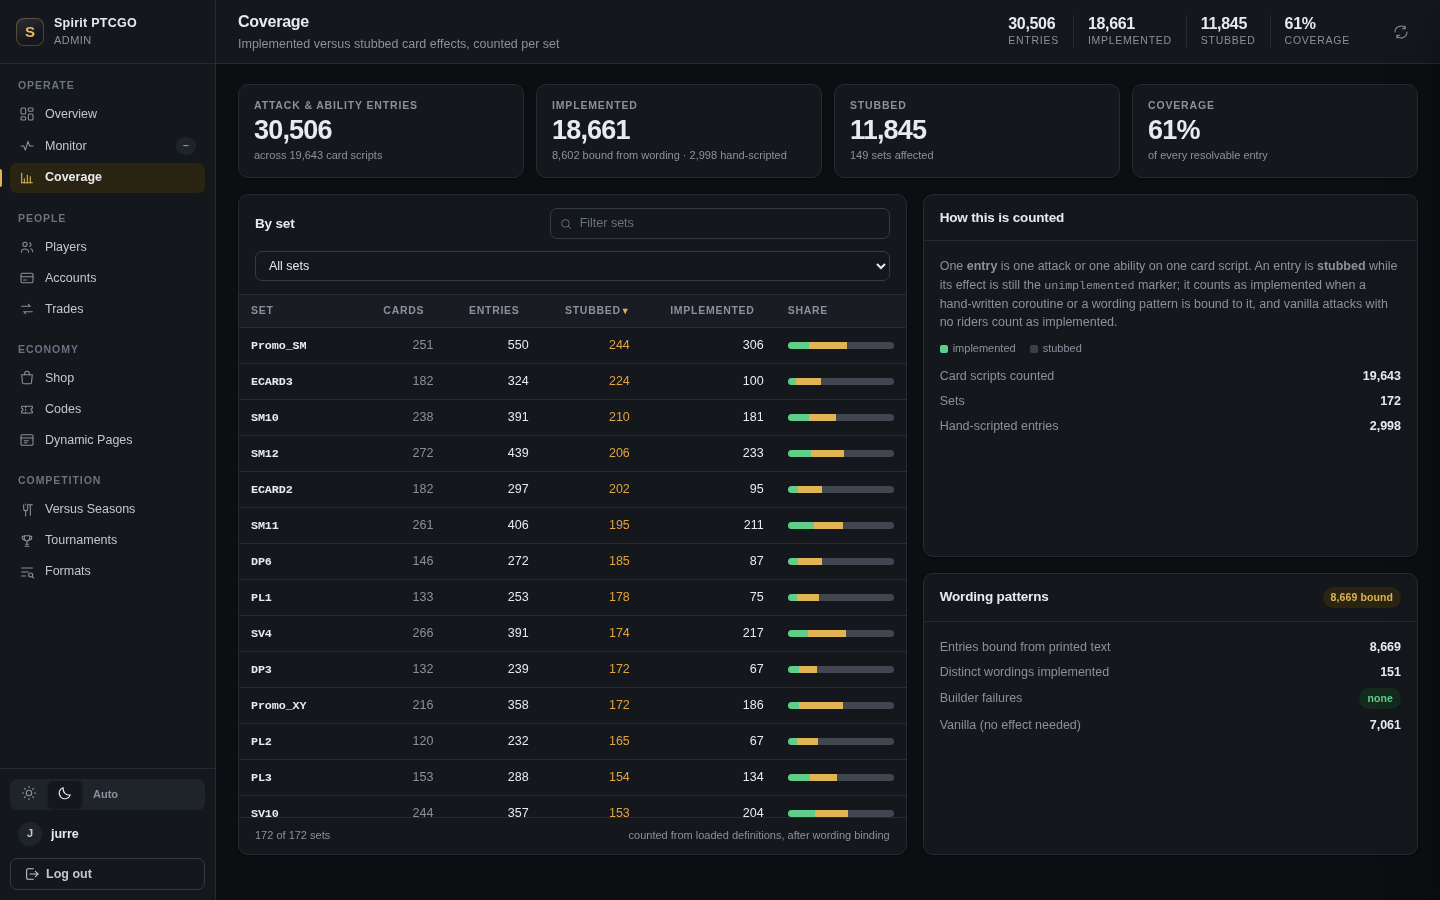 S
Spirit PTCGO
ADMIN
OPERATE
Overview
Monitor
–
Coverage
PEOPLE
Players
Accounts
Trades
ECONOMY
Shop
Codes
Dynamic Pages
COMPETITION
Versus Seasons
Tournaments
Formats
Auto
J jurre
Log out
Coverage
Implemented versus stubbed card effects, counted per set
30,506 18,661 11,845 61%
ENTRIES IMPLEMENTED STUBBED COVERAGE
ATTACK & ABILITY ENTRIES
30,506
across 19,643 card scripts
IMPLEMENTED
18,661
8,602 bound from wording · 2,998 hand-scripted
STUBBED
11,845
149 sets affected
COVERAGE
61%
of every resolvable entry
By set
Filter sets
All sets
SET CARDS ENTRIES STUBBED▼ IMPLEMENTED SHARE
Promo_SM 251 550 244 306
ECARD3 182 324 224 100
SM10 238 391 210 181
SM12 272 439 206 233
ECARD2 182 297 202 95
SM11 261 406 195 211
DP6 146 272 185 87
PL1 133 253 178 75
SV4 266 391 174 217
DP3 132 239 172 67
Promo_XY 216 358 172 186
PL2 120 232 165 67
PL3 153 288 154 134
SV10 244 357 153 204
172 of 172 sets
counted from loaded definitions, after wording binding
How this is counted
One entry is one attack or one ability on one card script. An entry is stubbed while
its effect is still the unimplemented marker; it counts as implemented when a
hand-written coroutine or a wording pattern is bound to it, and vanilla attacks with
no riders count as implemented.
implemented stubbed
Card scripts counted 19,643
Sets 172
Hand-scripted entries 2,998
Wording patterns 8,669 bound
Entries bound from printed text 8,669
Distinct wordings implemented 151
Builder failures none
Vanilla (no effect needed) 7,061